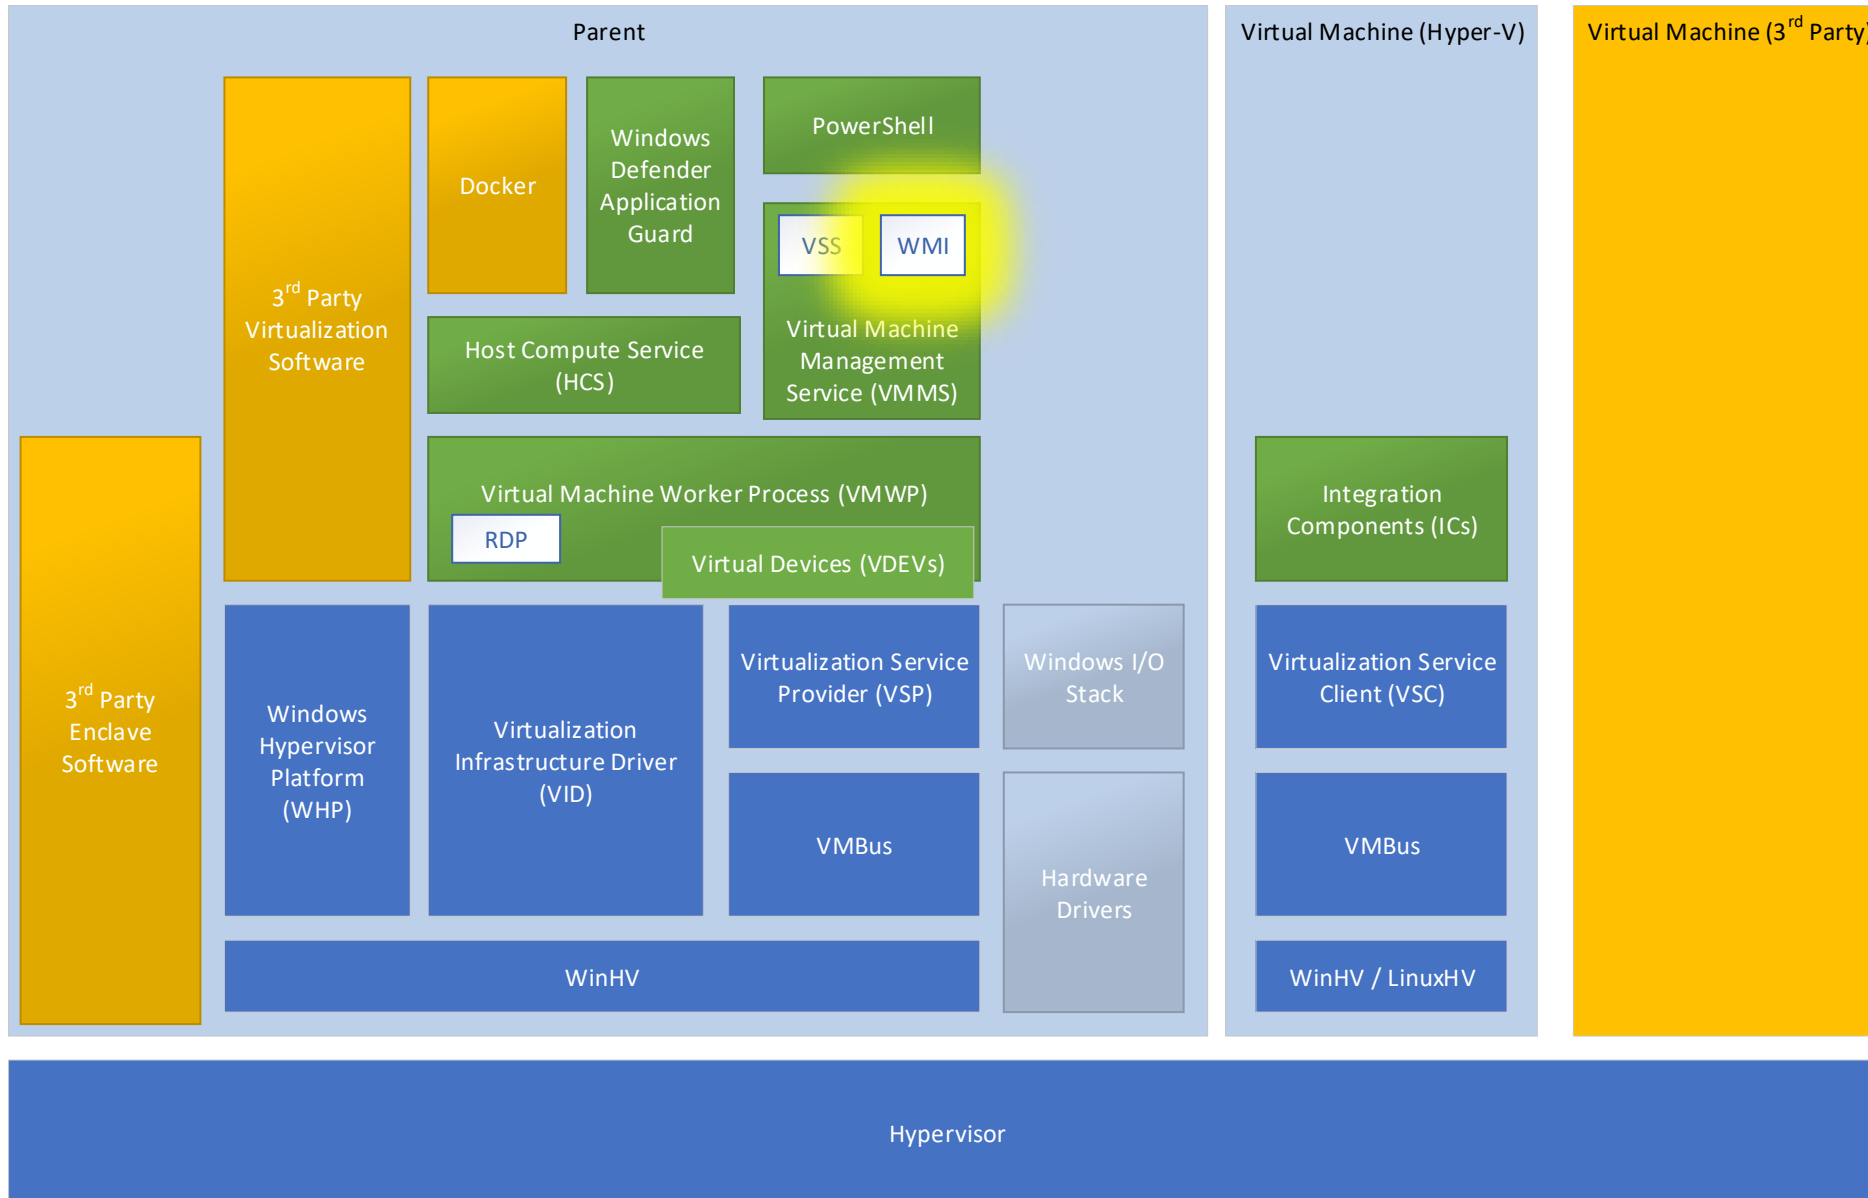 Parent
Virtual Machine (Hyper-V)
Virtual Machine (3rd Party)
PowerShell
Windows
Defender
Application
Guard
Docker
VSS
WMI
3rd Party
Virtualization
Software
Host Compute Service
(HCS)
Virtual Machine
Management
Service (VMMS)
Virtual Machine Worker Process (VMWP)
RDP
Virtual Devices (VDEVs)
Integration
Components (ICs)
3rd Party
Enclave
Software
Windows
Hypervisor
Platform
(WHP)
Virtualization
Infrastructure Driver
(VID)
Virtualization Service
Provider (VSP)
Windows I/O
Stack
Virtualization Service
Client (VSC)
VMBus
Hardware
Drivers
VMBus
WinHV
WinHV / LinuxHV
Hypervisor